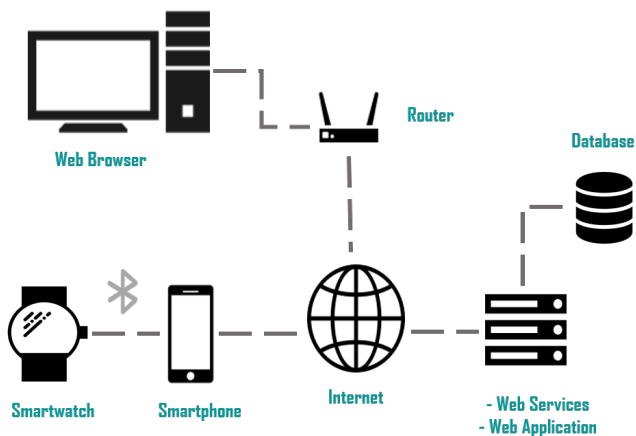 Router
Database
Web Browser
Internet
Smartwatch
Smartphone
- Web Services
- Web Application